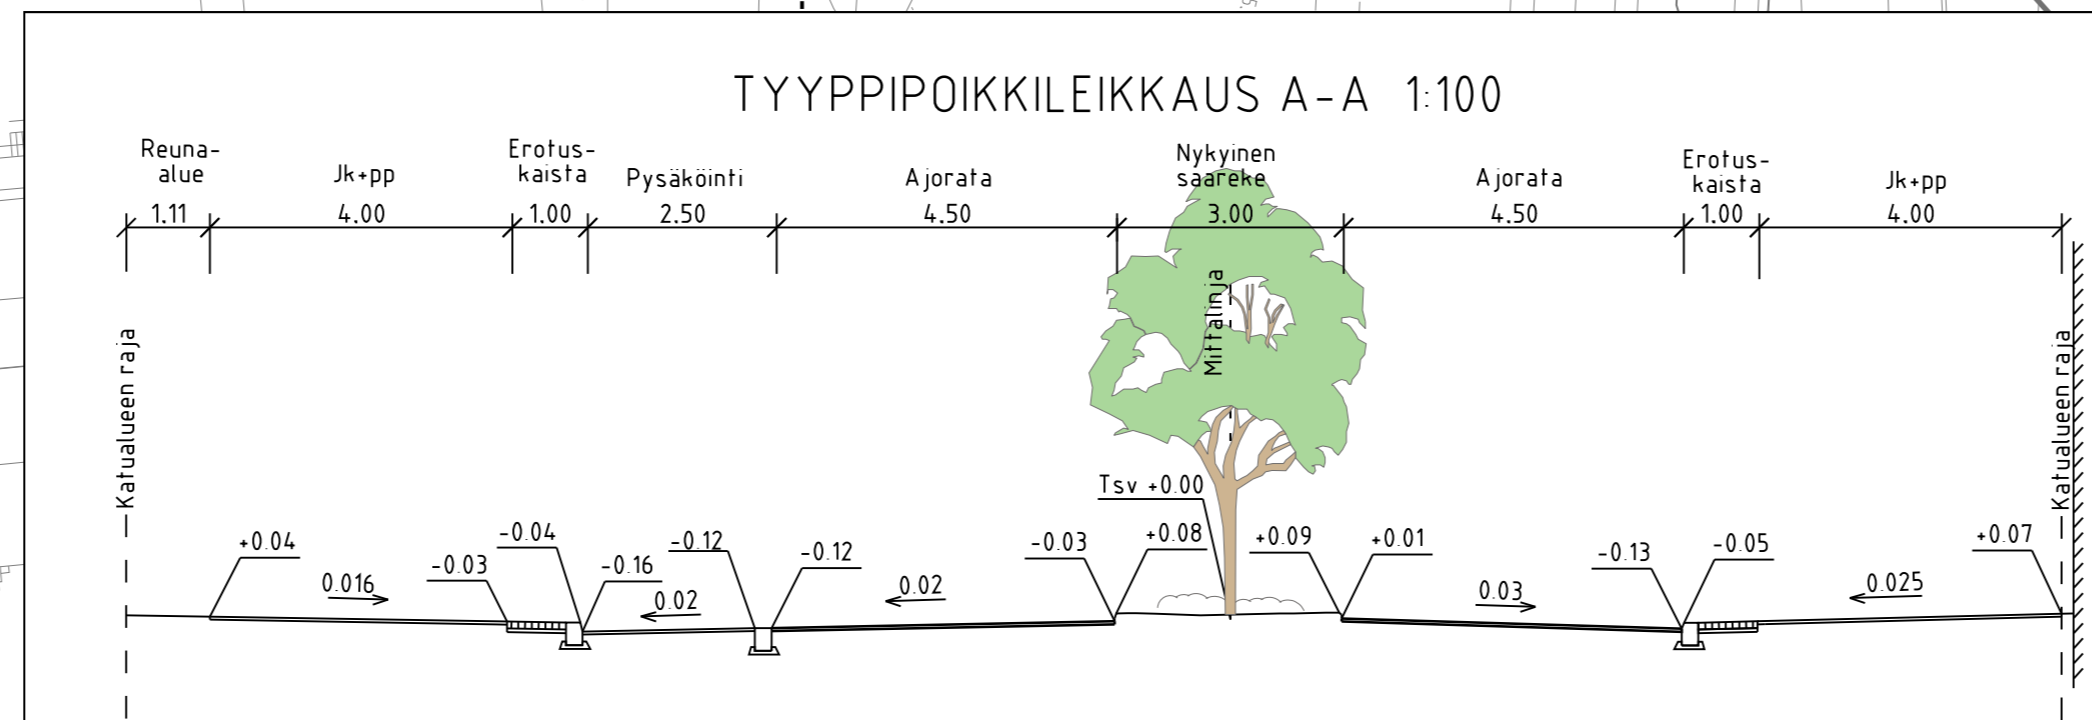 TYYPPIPOIKKILEIKKAUS A-A 1:100
Reuna-
alue
1.11
Jk+pp
4.00
Erotus-
kaista
1.00
Pysäköinti
2.50
Ajorata
4.50
Nykyinen
saareke
3.00
Ajorata
4.50
Erotus-
kaista
1.00
Jk+pp
4.00
Katualueen raja
Mittalinja
Katualueen raja
Tsv +0.00
+0.04
0.016
-0.03
-0.04
-0.16
0.02
-0.12
-0.12
0.02
-0.03
+0.08
+0.09
+0.01
0.03
-0.13
-0.05
0.025
+0.07